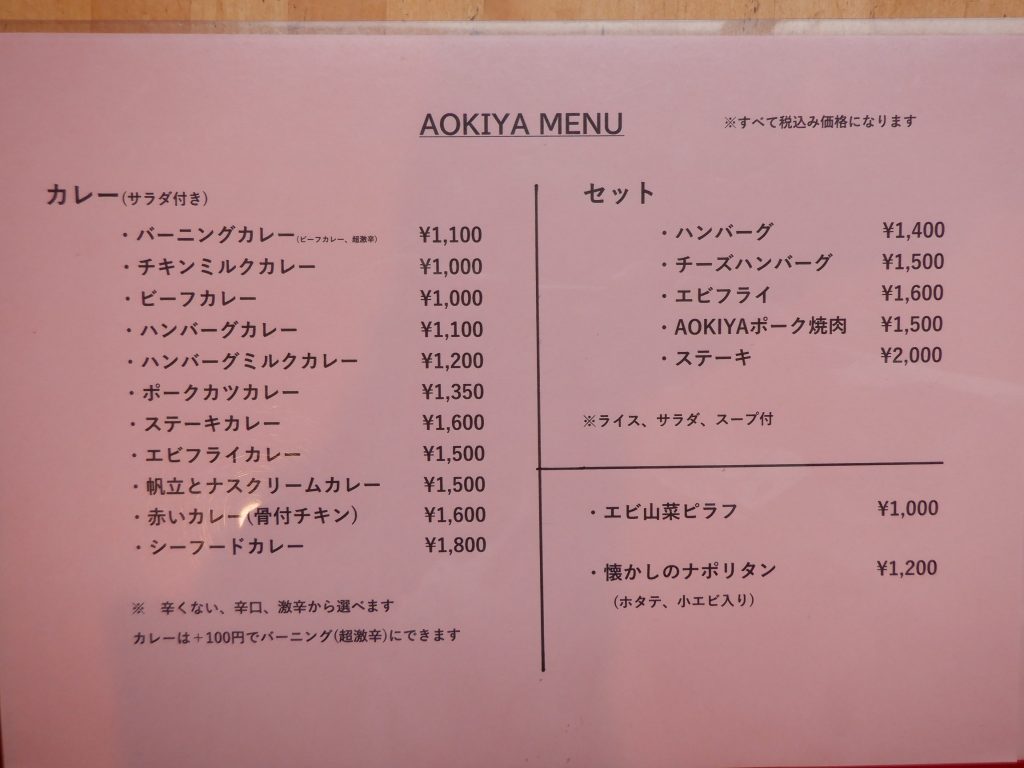 AOKIYA MENU
※すべて税込み価格になります
カレー(サラダ付き)
・バーニングカレー(ビーフカレー、超激辛) ¥1,100
・チキンミルクカレー ¥1,000
・ビーフカレー ¥1,000
・ハンバーグカレー ¥1,100
・ハンバーグミルクカレー ¥1,200
・ポークカツカレー ¥1,350
・ステーキカレー ¥1,600
・エビフライカレー ¥1,500
・帆立とナスクリームカレー ¥1,500
・赤いカレー(骨付チキン) ¥1,600
・シーフードカレー ¥1,800
※ 辛くない、辛口、激辛から選べます
カレーは＋100円でバーニング(超激辛)にできます
セット
・ハンバーグ ¥1,400
・チーズハンバーグ ¥1,500
・エビフライ ¥1,600
・AOKIYAポーク焼肉 ¥1,500
・ステーキ ¥2,000
※ライス、サラダ、スープ付
・エビ山菜ピラフ ¥1,000
・懐かしのナポリタン ¥1,200
(ホタテ、小エビ入り)